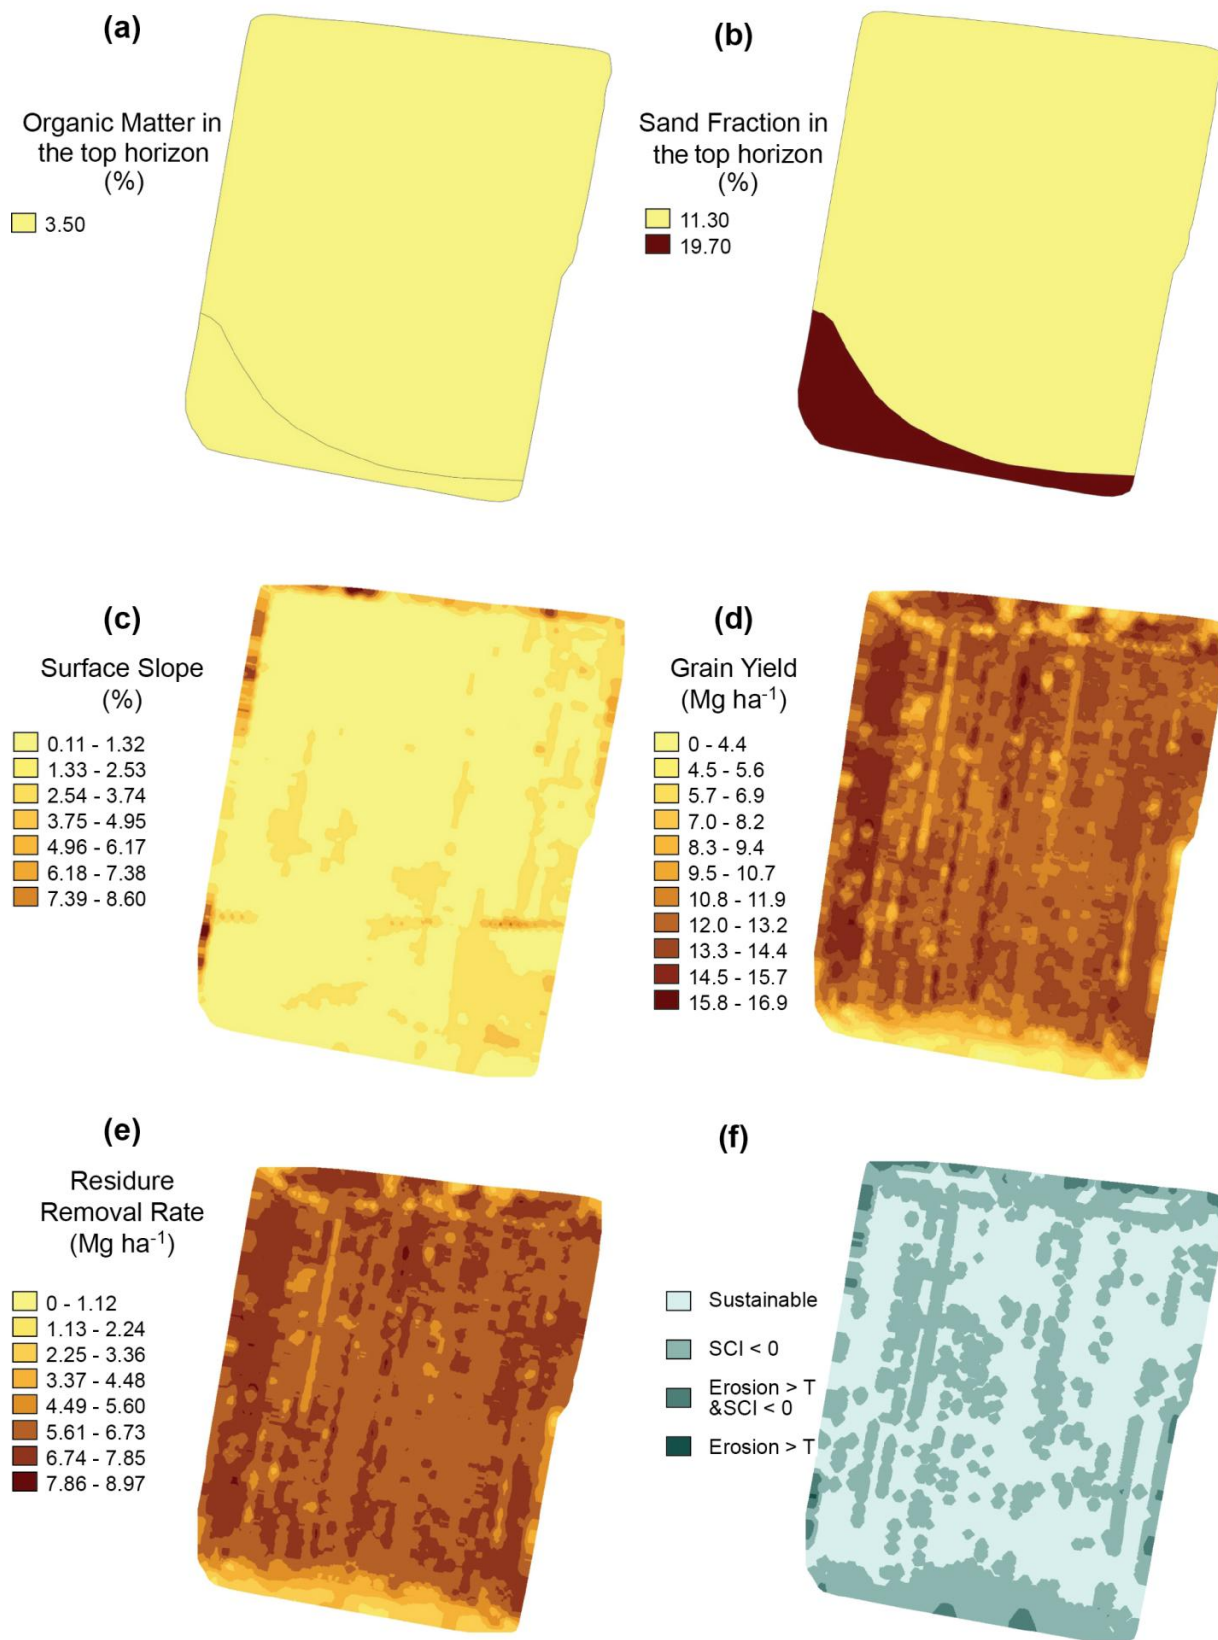 (a)
Organic Matter in
the top horizon
(%)
3.50
(b)
Sand Fraction in
the top horizon
(%)
11.30
19.70
(c)
Surface Slope
(%)
0.11 - 1.32
1.33 - 2.53
2.54 - 3.74
3.75 - 4.95
4.96 - 6.17
6.18 - 7.38
7.39 - 8.60
(d)
Grain Yield
(Mg ha⁻¹)
0 - 4.4
4.5 - 5.6
5.7 - 6.9
7.0 - 8.2
8.3 - 9.4
9.5 - 10.7
10.8 - 11.9
12.0 - 13.2
13.3 - 14.4
14.5 - 15.7
15.8 - 16.9
(e)
Residure
Removal Rate
(Mg ha⁻¹)
0 - 1.12
1.13 - 2.24
2.25 - 3.36
3.37 - 4.48
4.49 - 5.60
5.61 - 6.73
6.74 - 7.85
7.86 - 8.97
(f)
Sustainable
SCI < 0
Erosion > T
&SCI < 0
Erosion > T